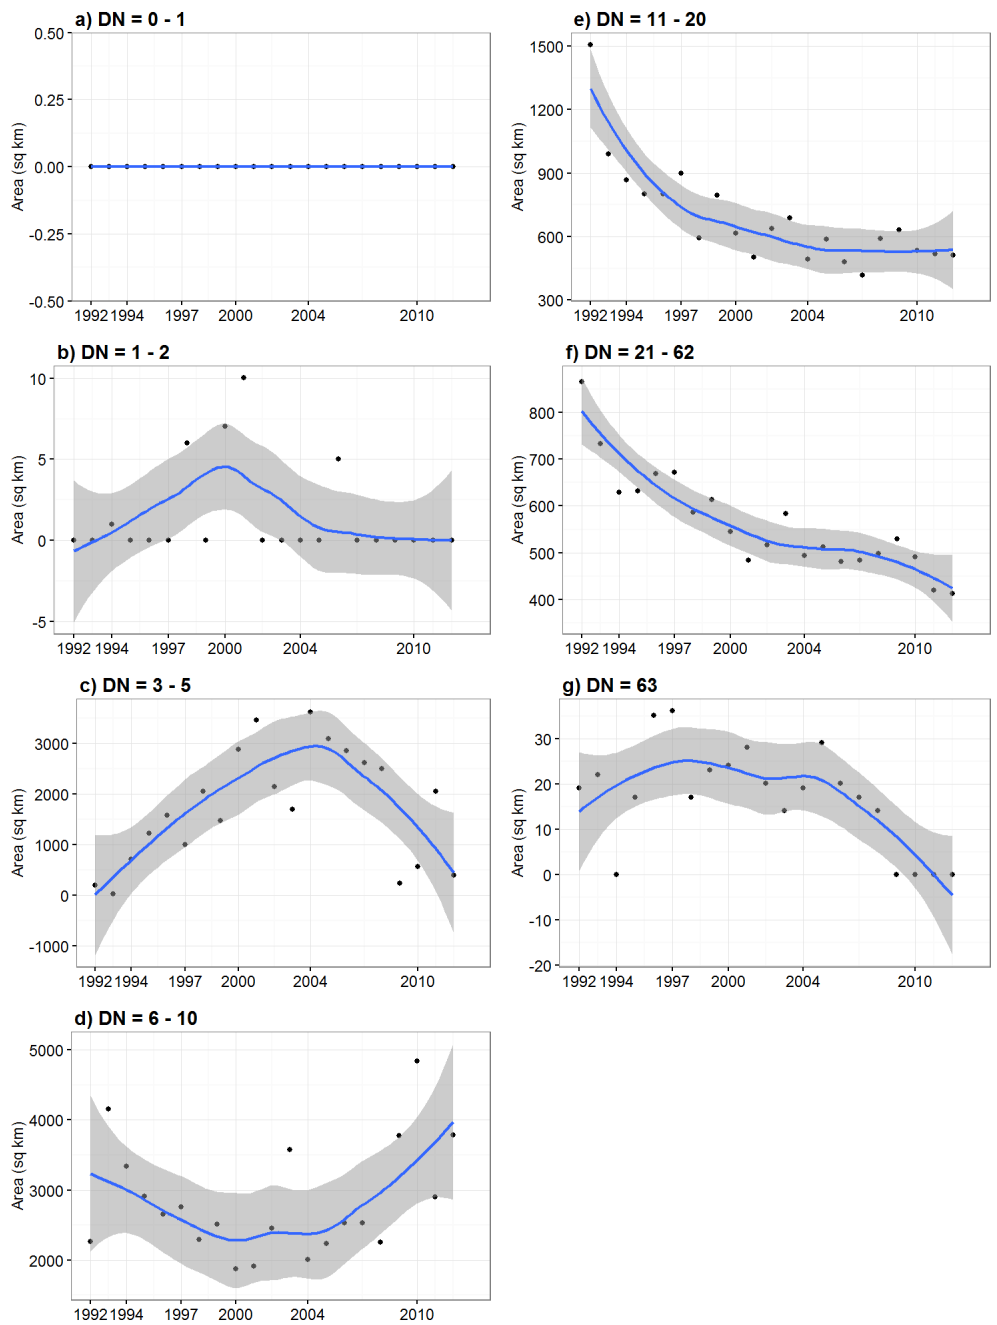 a) DN = 0 - 1
Area (sq km)
0.50
0.25
0.00
-0.25
-0.50
1992 1994 1997 2000 2004 2010
b) DN = 1 - 2
Area (sq km)
10
5
0
-5
1992 1994 1997 2000 2004 2010
c) DN = 3 - 5
Area (sq km)
3000
2000
1000
0
-1000
1992 1994 1997 2000 2004 2010
d) DN = 6 - 10
Area (sq km)
5000
4000
3000
2000
1992 1994 1997 2000 2004 2010
e) DN = 11 - 20
Area (sq km)
1500
1200
900
600
300
1992 1994 1997 2000 2004 2010
f) DN = 21 - 62
Area (sq km)
800
700
600
500
400
1992 1994 1997 2000 2004 2010
g) DN = 63
Area (sq km)
30
20
10
0
-10
-20
1992 1994 1997 2000 2004 2010